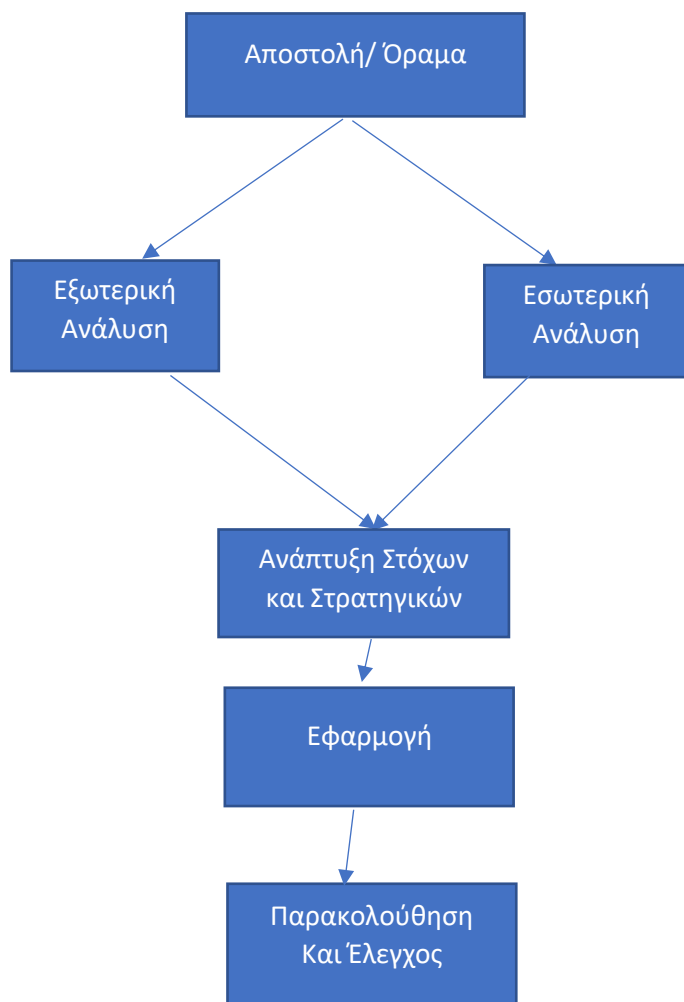 Αποστολή/ Όραμα
Εξωτερική
Ανάλυση
Εσωτερική
Ανάλυση
Ανάπτυξη Στόχων
και Στρατηγικών
Εφαρμογή
Παρακολούθηση
Και Έλεγχος